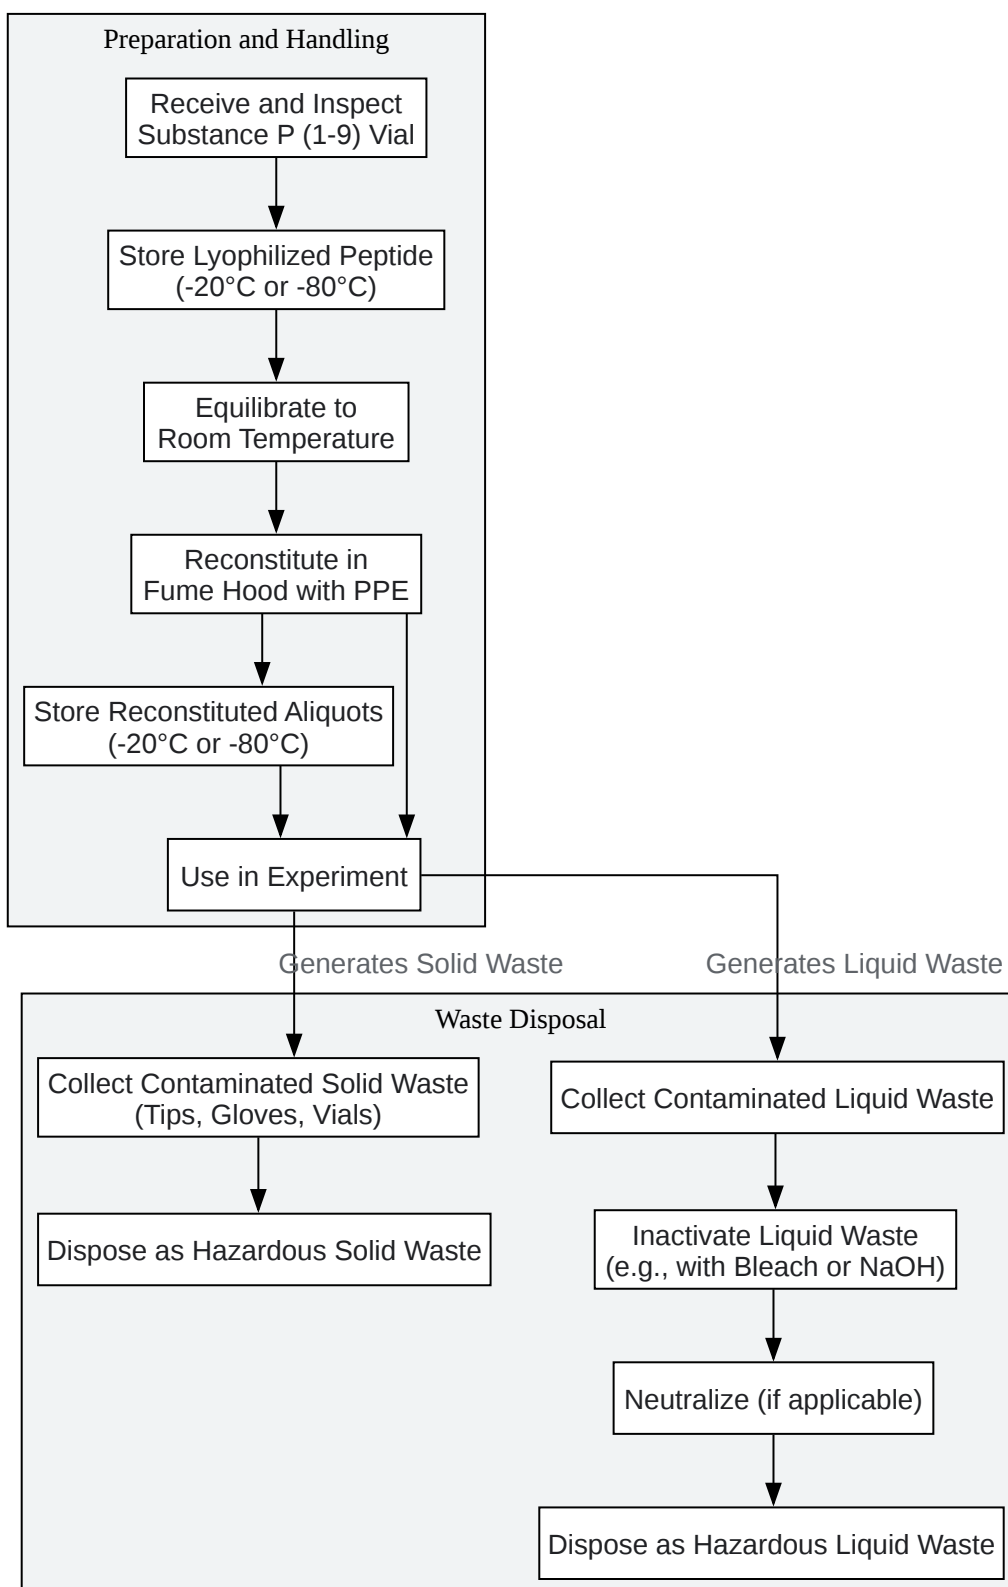 Preparation and Handling
Receive and Inspect
Substance P (1-9) Vial
Store Lyophilized Peptide
(-20°C or -80°C)
Equilibrate to
Room Temperature
Reconstitute in
Fume Hood with PPE
Store Reconstituted Aliquots
(-20°C or -80°C)
Use in Experiment
Generates Solid Waste
Generates Liquid Waste
Waste Disposal
Collect Contaminated Solid Waste
(Tips, Gloves, Vials)
Collect Contaminated Liquid Waste
Dispose as Hazardous Solid Waste
Inactivate Liquid Waste
(e.g., with Bleach or NaOH)
Neutralize (if applicable)
Dispose as Hazardous Liquid Waste